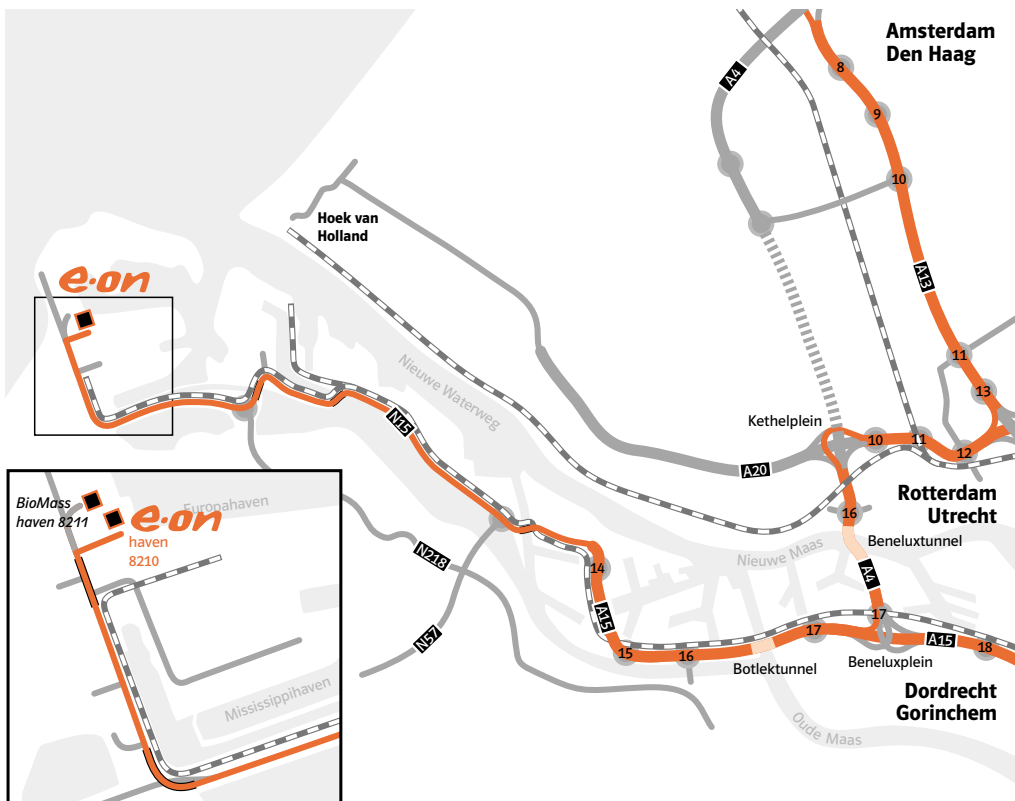 Amsterdam
Den Haag
A4
8
9
10
A13
Hoek van
Holland
e·on
11
13
Nieuwe Waterweg
N15
Kethelplein
10
11
12
A20
Rotterdam
Utrecht
16
Beneluxtunnel
Nieuwe Maas
A4
N218
14
A15
N57
17
17
A15
18
15
16
Botlektunnel
Beneluxplein
Dordrecht
Gorinchem
Oude Maas
BioMass
haven 8211
Europahaven
e·on
haven
8210
Mississippihaven